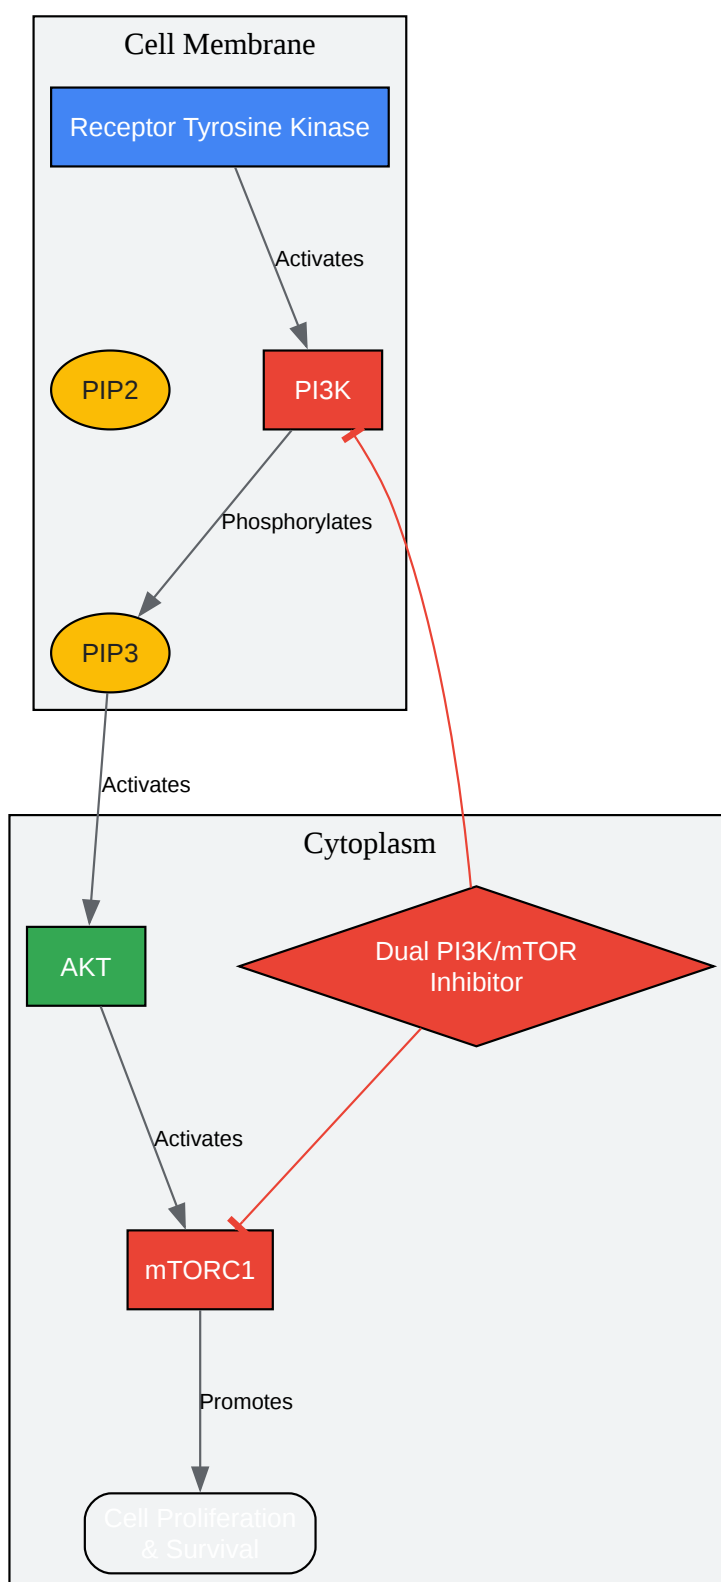 Cell Membrane
Receptor Tyrosine Kinase
Activates
PIP2
PI3K
Phosphorylates
PIP3
Activates
Cytoplasm
AKT
Dual PI3K/mTOR
Inhibitor
Activates
mTORC1
Promotes
Cell Proliferation
& Survival